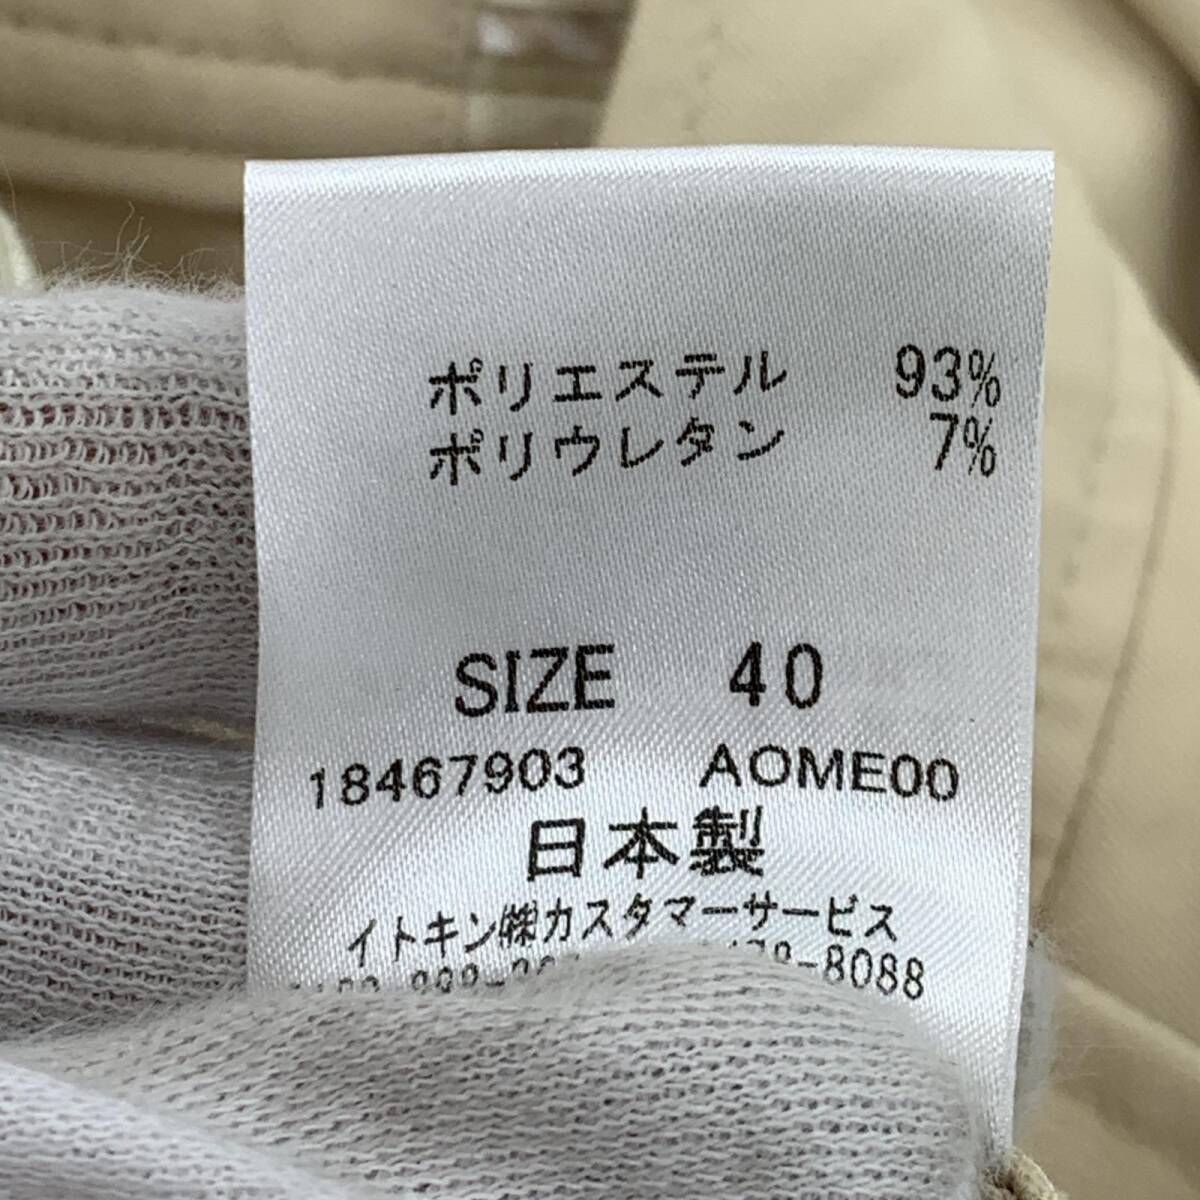 ポリエステル 93%
ポリウレタン 7%
SIZE 40
18467903 AOME00
日本製
イトキン㈱カスタマーサービス
-8088